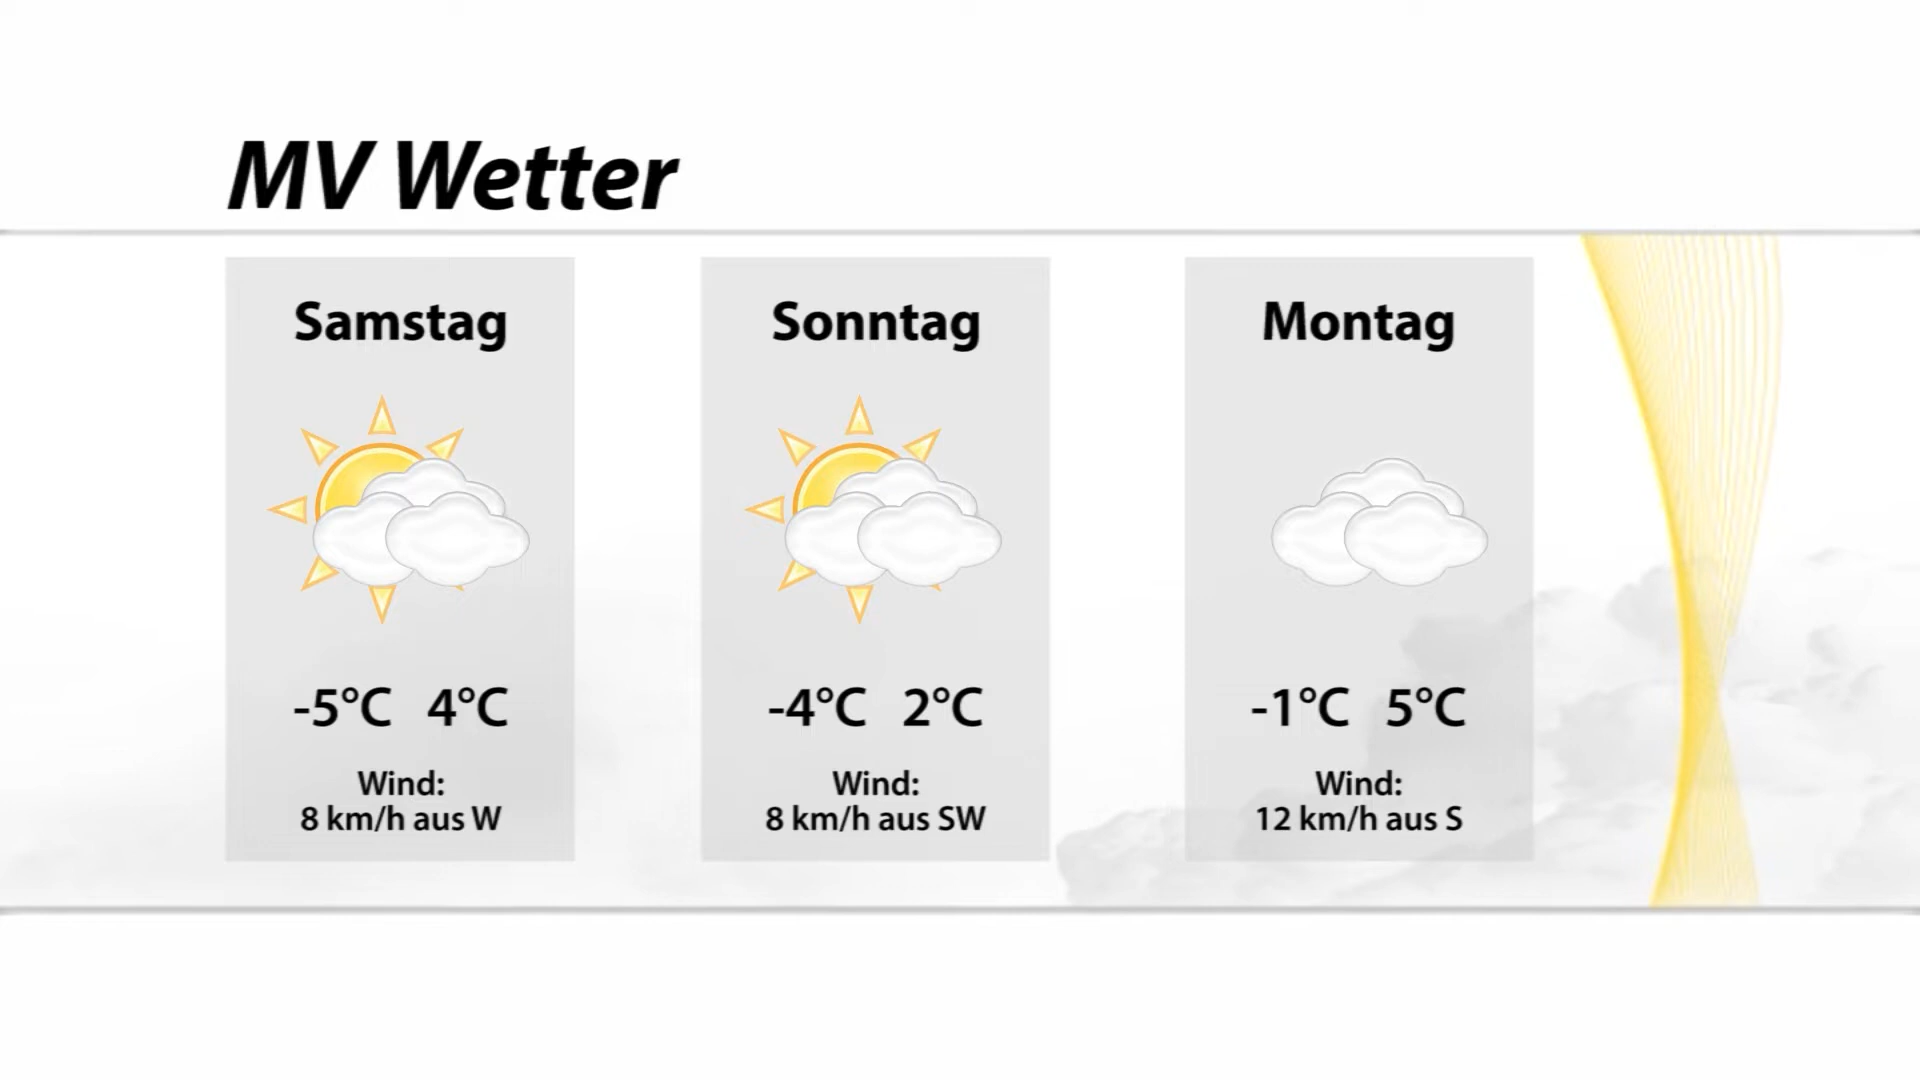 MV Wetter
Samstag
-5°C 4°C
Wind:
8 km/h aus W
Sonntag
-4°C 2°C
Wind:
8 km/h aus SW
Montag
-1°C 5°C
Wind:
12 km/h aus S